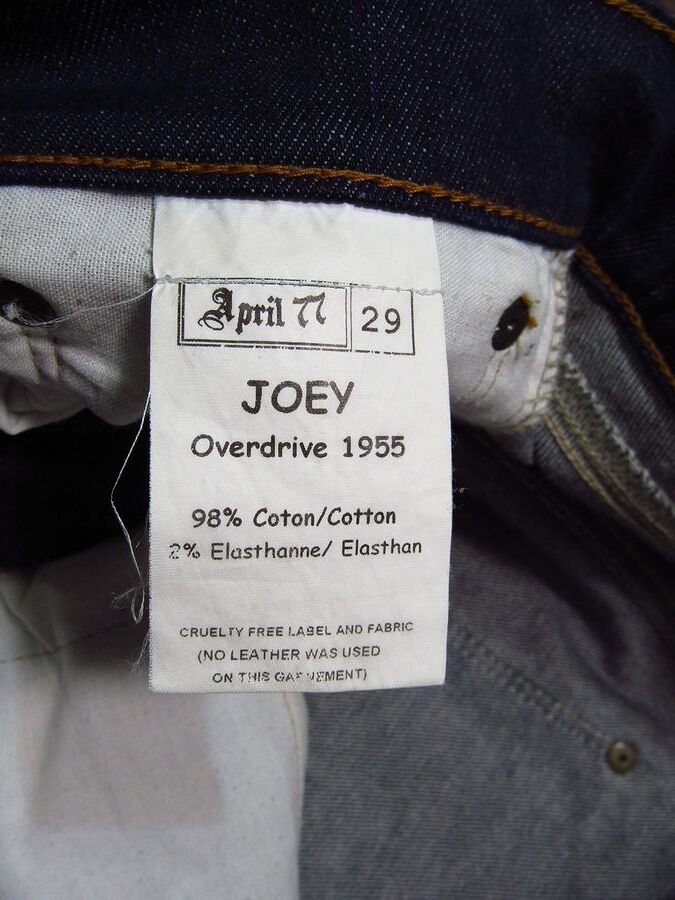 April 77 29
JOEY
Overdrive 1955
98% Coton/Cotton
2% Elasthanne/ Elasthan
CRUELTY FREE LABEL AND FABRIC
(NO LEATHER WAS USED
ON THIS GARNEMENT)